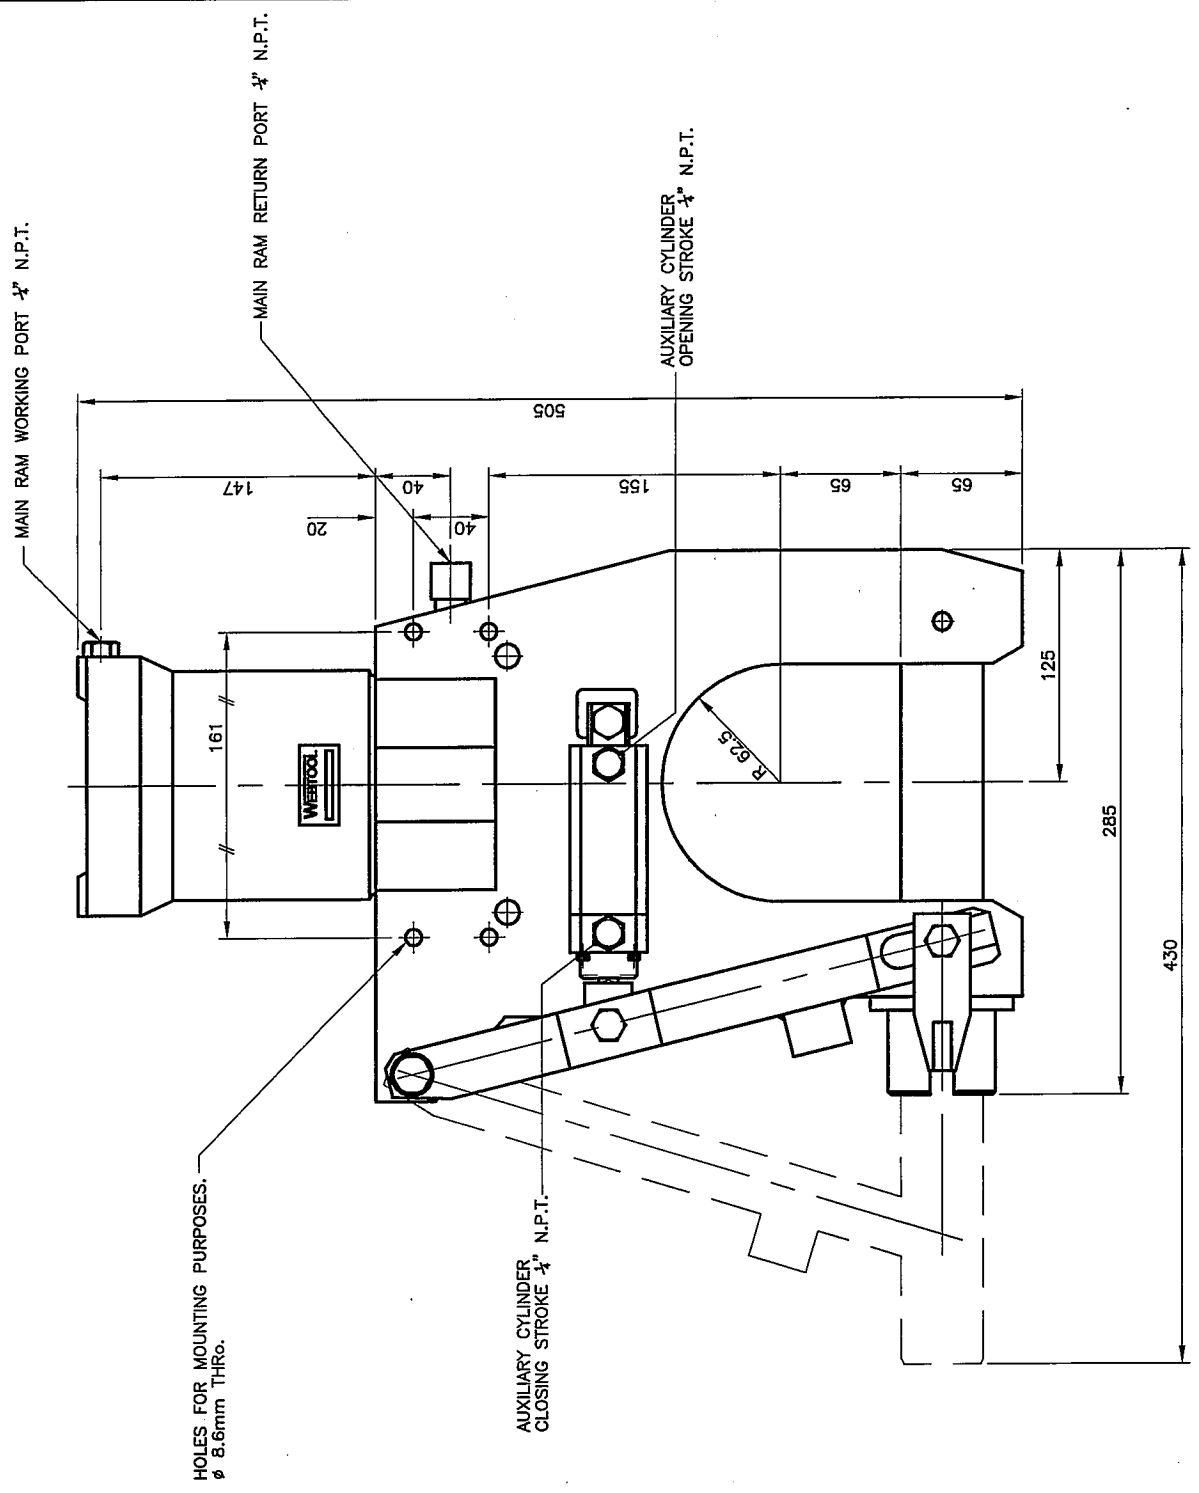 MAIN RAM WORKING PORT ¼" N.P.T.
MAIN RAM RETURN PORT ¼" N.P.T.
AUXILIARY CYLINDER
OPENING STROKE ¼" N.P.T.
HOLES FOR MOUNTING PURPOSES.
ø 8.6mm THRo.
AUXILIARY CYLINDER
CLOSING STROKE ¼" N.P.T.
WEBTOOL
505
147
40
20
40
155
65
65
161
R 62.5
125
285
430